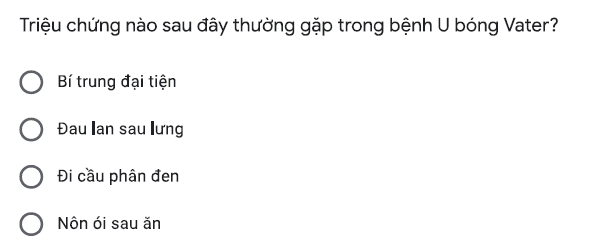 Triệu chứng nào sau đây thường gặp trong bệnh U bóng Vater?
Bí trung đại tiện
Đau lan sau lưng
Đi cầu phân đen
Nôn ói sau ăn